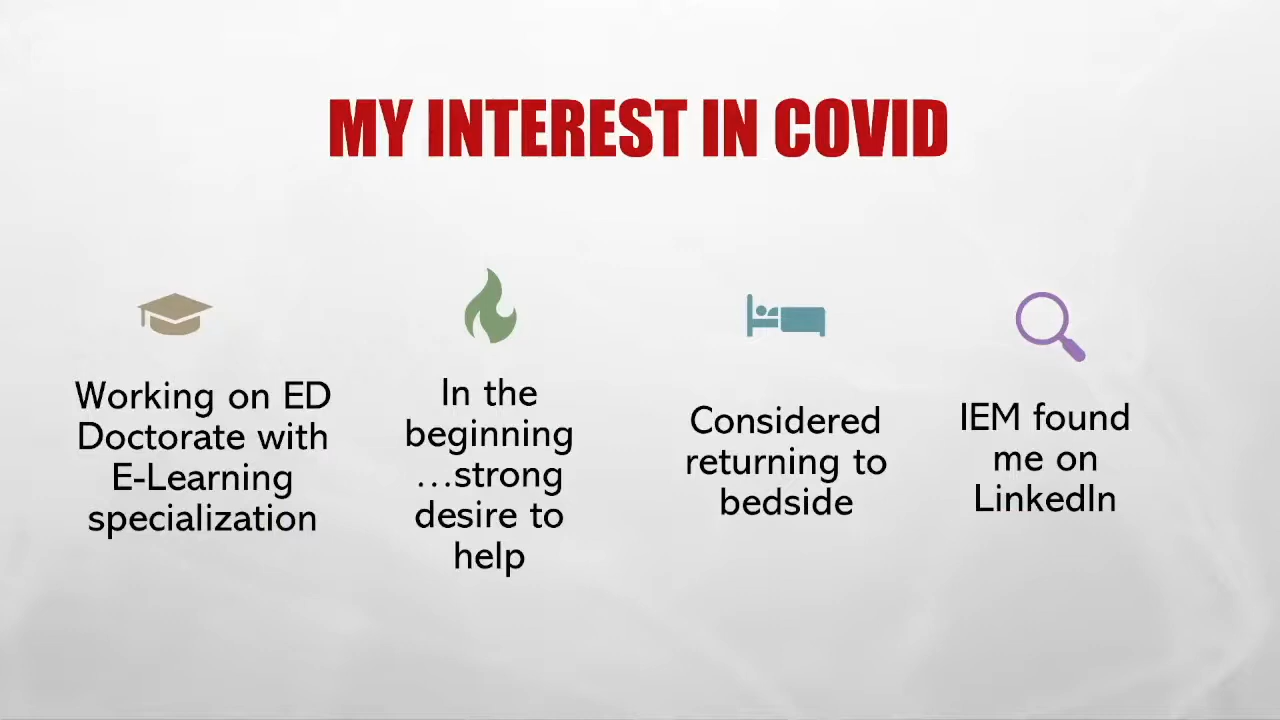 MY INTEREST IN COVID
Working on ED
Doctorate with
E-Learning
specialization
In the
beginning
...strong
desire to
help
Considered
returning to
bedside
IEM found
me on
LinkedIn